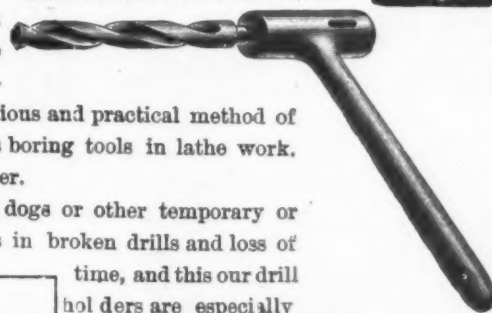 ious and practical method of
boring tools in lathe work.
er.
dogs or other temporary or
in broken drills and loss of
time, and this our drill
hol ders are especially